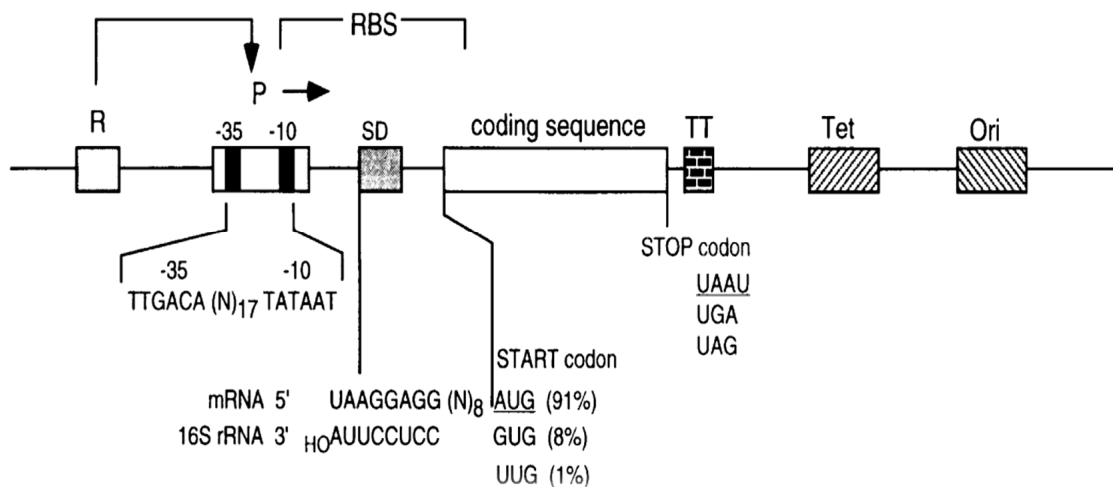 RBS
P
R
-35 -10 SD coding sequence TT Tet Ori
STOP codon
-35 -10
TTGACA (N)17 TATAAT
UAAU
UGA
UAG
START codon
mRNA 5' UAAGGAGG (N)8 AUG (91%)
16S rRNA 3' HOAUUCCUCC GUG (8%)
UUG (1%)